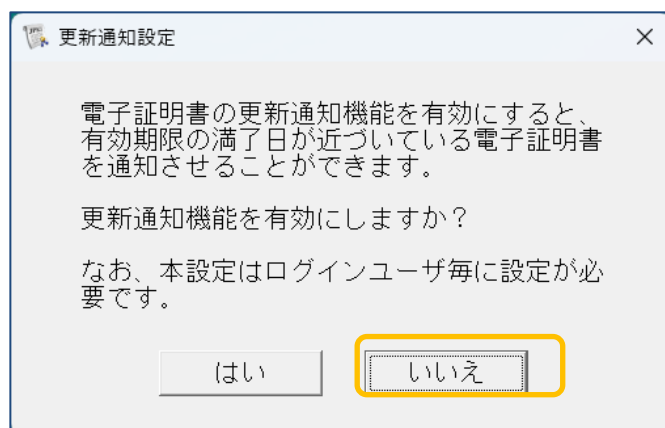 更新通知設定
電子証明書の更新通知機能を有効にすると、
有効期限の満了日が近づいている電子証明書
を通知させることができます。
更新通知機能を有効にしますか？
なお、本設定はログインユーザ毎に設定が必
要です。
はい
いいえ